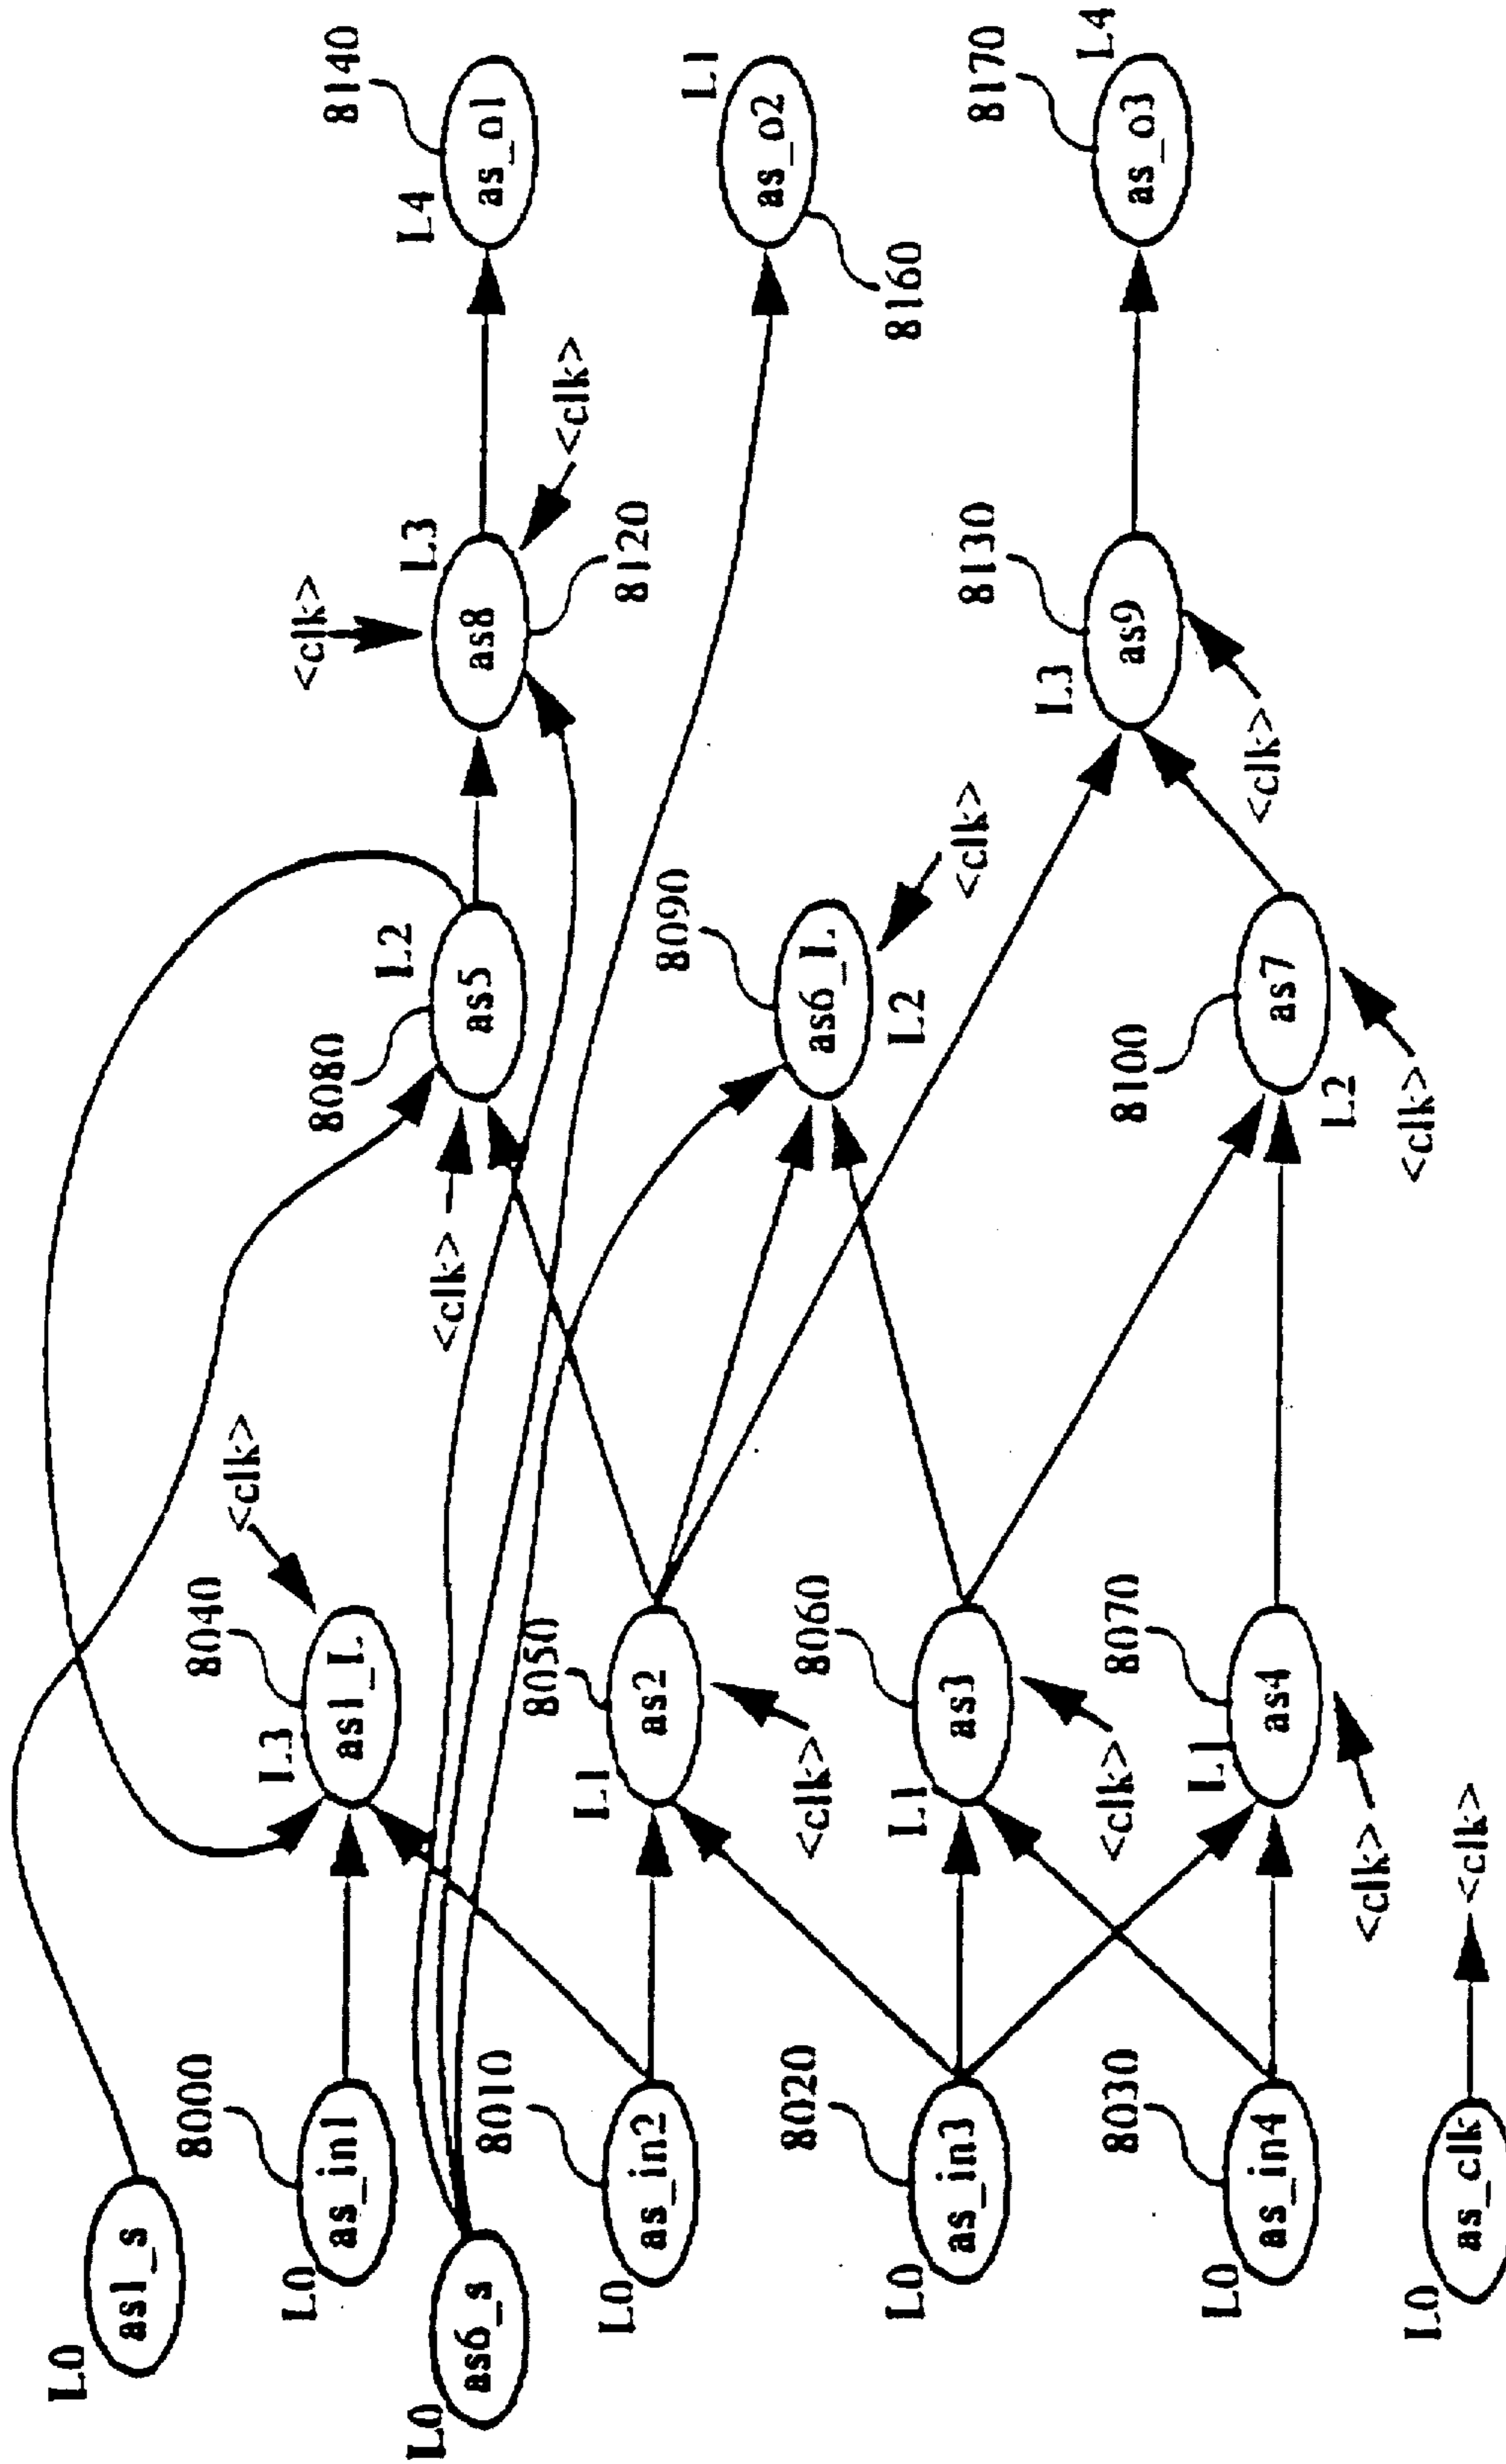 L0
as1_s
8000
L0
as_in1
L0
as6_s
8010
L0
as_in2
8020
L0
as_in3
8030
L0
as_in4
L0
as_clk
<clk>
8040
L3
as1_L
<clk>
8050
L1
as2
<clk>
8060
L1
as3
<clk>
8070
L1
as4
<clk>
8080
L2
as5
<clk>
8090
as6_L
L2
<clk>
8100
as7
L2
<clk>
<clk>
L3
as8
<clk>
8120
8130
L3
as9
<clk>
8140
L4
as_o1
L1
as_o2
8160
8170
L4
as_o3